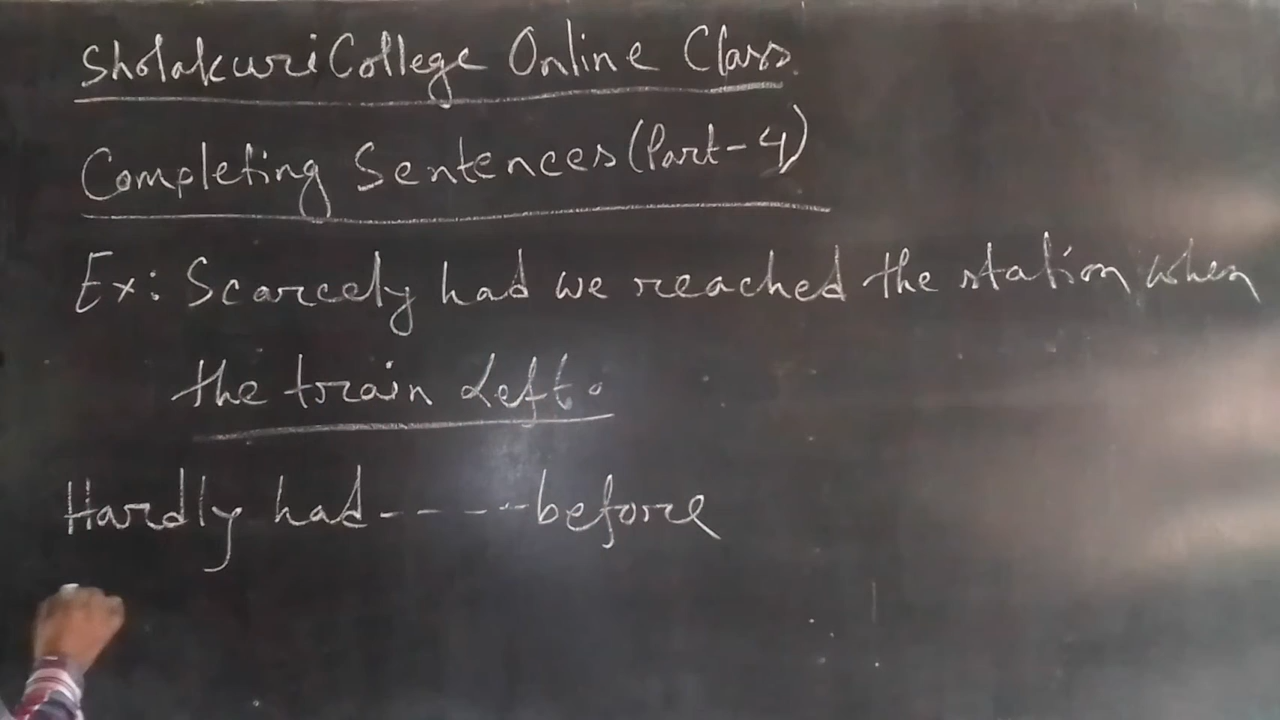 Sholakuri College Online Class.
Completing Sentences (Part-4)
Ex: Scarcely had we reached the station when
the train left.
Hardly had ----- before